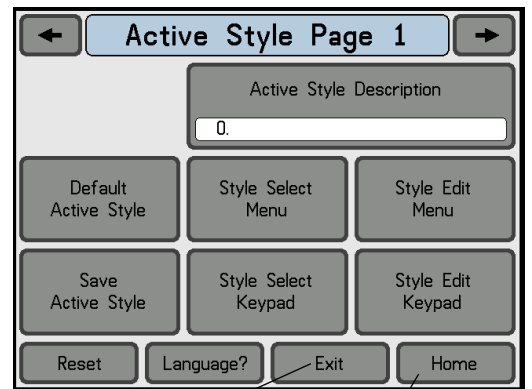 Active Style Page 1
Active Style Description
0.
Default
Active Style
Style Select
Menu
Style Edit
Menu
Save
Active Style
Style Select
Keypad
Style Edit
Keypad
Reset
Language?
Exit
Home